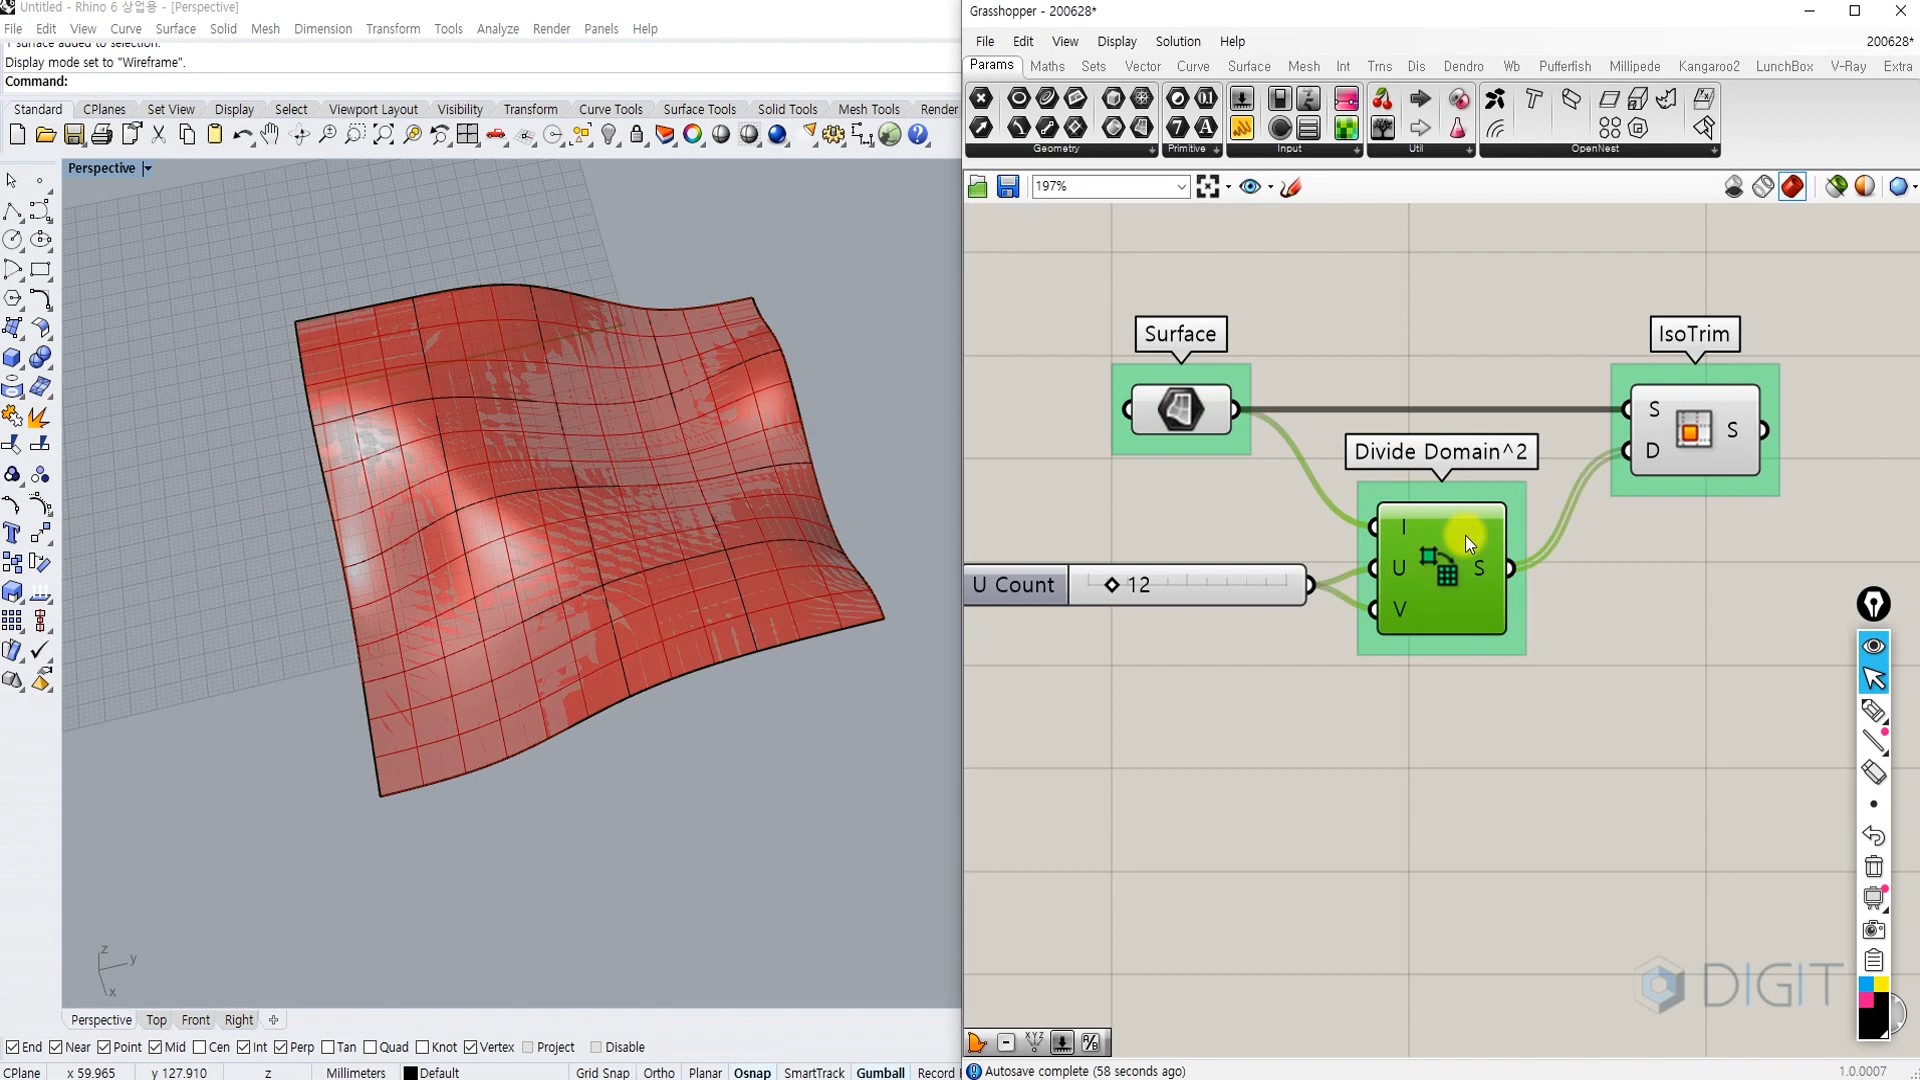 Untitled - Rhino 6 상업용 - [Perspective]
File Edit View Curve Surface Solid Mesh Dimension Transform Tools Analyze Render Panels Help
1 surface added to selection.
Display mode set to "Wireframe".
Command:
Standard CPlanes Set View Display Select Viewport Layout Visibility Transform Curve Tools Surface Tools Solid Tools Mesh Tools Render
Perspective
z
y
x
Perspective Top Front Right
End Near Point Mid Cen Int Perp Tan Quad Knot Vertex Project Disable
CPlane x 59.965 y 127.910 z Millimeters Default Grid Snap Ortho Planar Osnap SmartTrack Gumball Record
Grasshopper - 200628*
File Edit View Display Solution Help 200628*
Params Maths Sets Vector Curve Surface Mesh Int Trns Dis Dendro Wb Pufferfish Millipede Kangaroo2 LunchBox V-Ray Extra
Geometry Primitive Input Util OpenNest
197%
Surface
IsoTrim
S
D
S
Divide Domain^2
I
U
V
S
U Count 12
DIGIT
Autosave complete (58 seconds ago) 1.0.0007